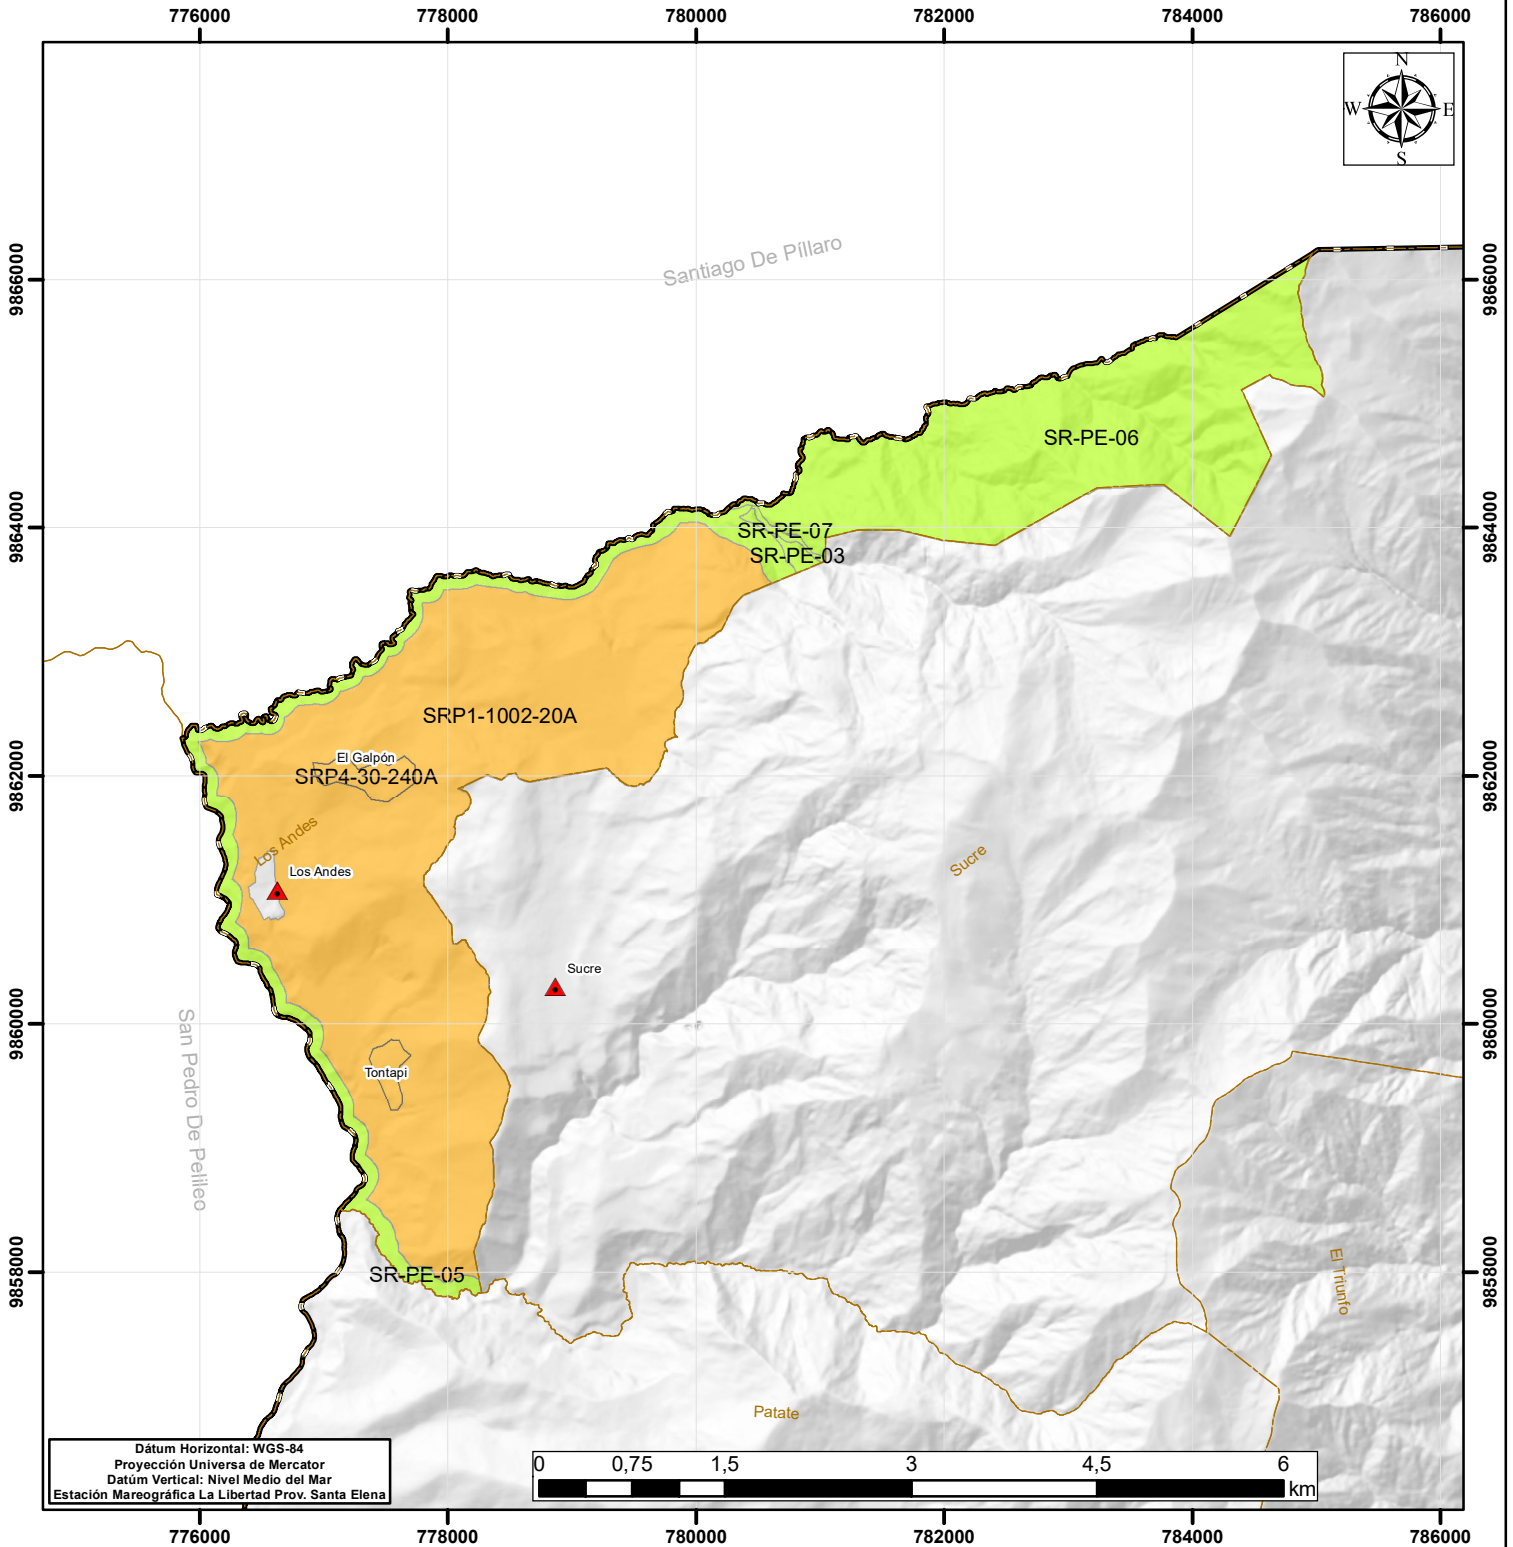 776000 778000 780000 782000 784000 786000
N
W E
S
Santiago De Píllaro
9866000 9866000
SR-PE-06
9864000 9864000
SR-PE-07
SR-PE-03
SRP1-1002-20A
El Galpón
SRP4-30-240A
9862000 9862000
Los Andes
Los Andes
Sucre
Sucre
9860000 9860000
San Pedro De Pelileo
Tontapi
SR-PE-05
9858000 9858000
El Triunfo
Patate
Dátum Horizontal: WGS-84
Proyección Universa de Mercator
Datúm Vertical: Nivel Medio del Mar
Estación Mareográfica La Libertad Prov. Santa Elena
0 0,75 1,5 3 4,5 6
km
776000 778000 780000 782000 784000 786000